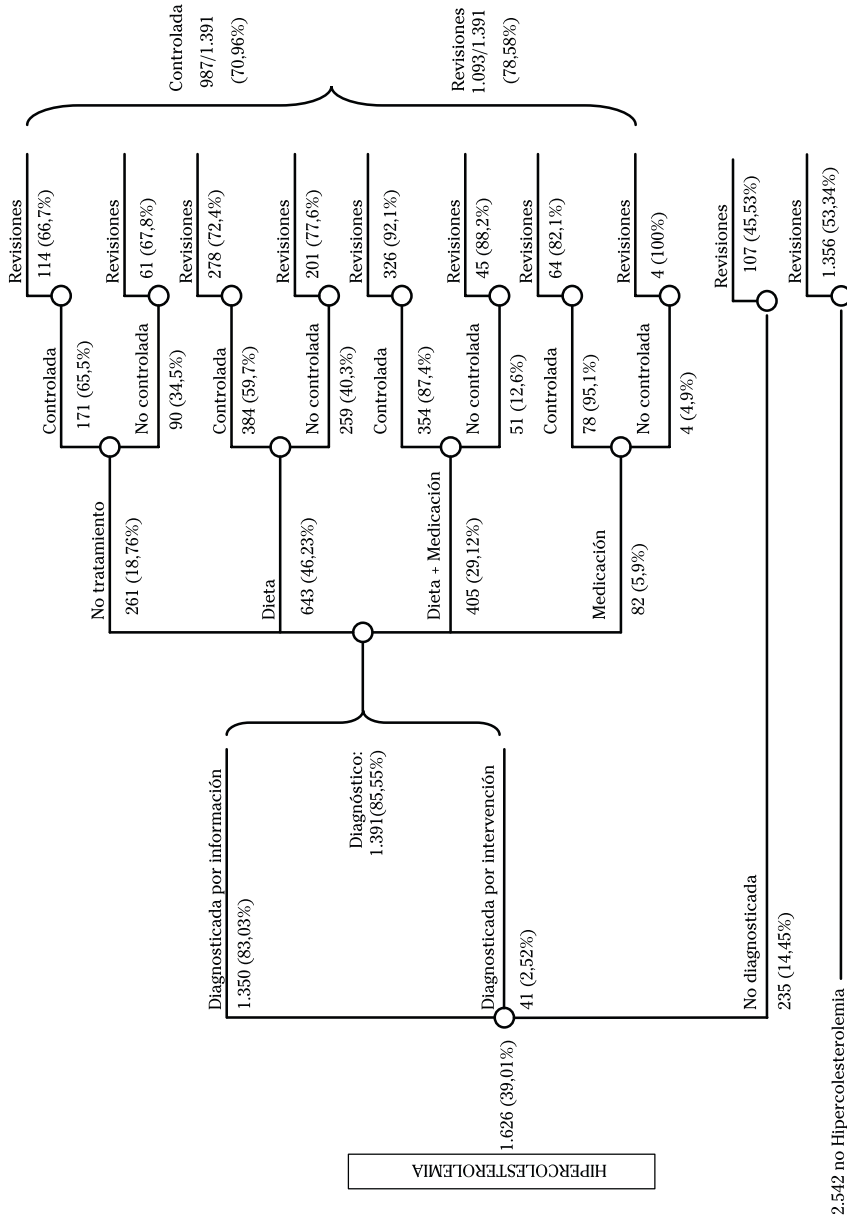 HIPERCOLESTEROLEMIA
1.626 (39,01%)
Diagnosticada por información
1.350 (83,03%)
Diagnóstico:
1.391(85,55%)
Diagnosticada por intervención
41 (2,52%)
No diagnosticada
235 (14,45%)
2.542 no Hipercolesterolemia
No tratamiento
261 (18,76%)
Dieta
643 (46,23%)
Dieta + Medicación
405 (29,12%)
Medicación
82 (5,9%)
Controlada
171 (65,5%)
No controlada
90 (34,5%)
Controlada
384 (59,7%)
No controlada
259 (40,3%)
Controlada
354 (87,4%)
No controlada
51 (12,6%)
Controlada
78 (95,1%)
No controlada
4 (4,9%)
Revisiones
114 (66,7%)
Revisiones
61 (67,8%)
Revisiones
278 (72,4%)
Revisiones
201 (77,6%)
Revisiones
326 (92,1%)
Revisiones
45 (88,2%)
Revisiones
64 (82,1%)
Revisiones
4 (100%)
Revisiones
107 (45,53%)
Revisiones
1.356 (53,34%)
Controlada
987/1.391
(70,96%)
Revisiones
1.093/1.391
(78,58%)